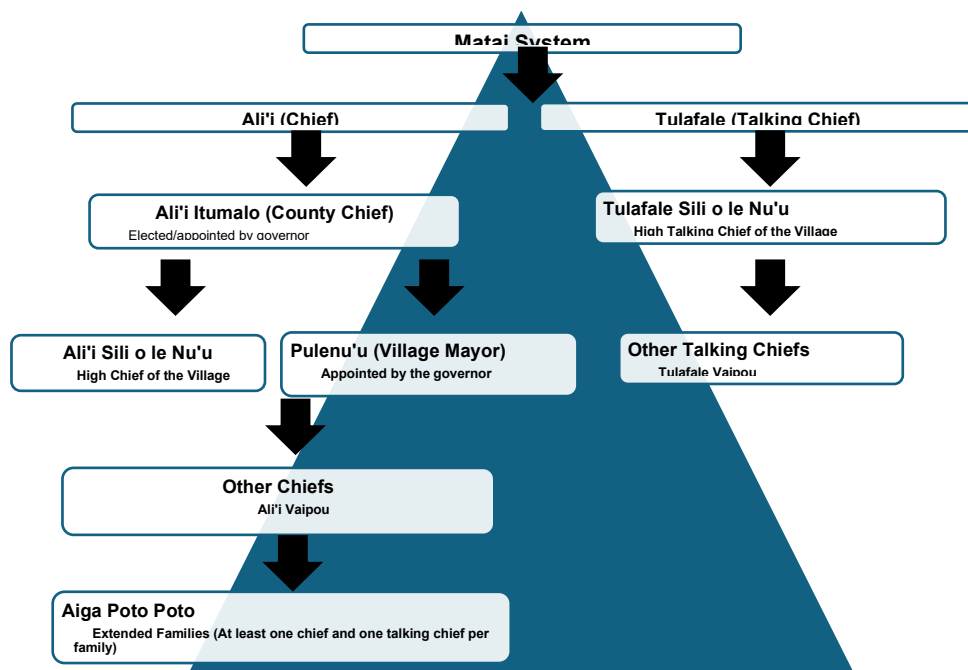 Matai System
Ali'i (Chief)
Tulafale (Talking Chief)
Ali'i Itumalo (County Chief)
Elected/appointed by governor
Tulafale Sili o le Nu'u
High Talking Chief of the Village
Ali'i Sili o le Nu'u
High Chief of the Village
Pulenu'u (Village Mayor)
Appointed by the governor
Other Talking Chiefs
Tulafale Vaipou
Other Chiefs
Ali'i Vaipou
Aiga Poto Poto
Extended Families (At least one chief and one talking chief per
family)